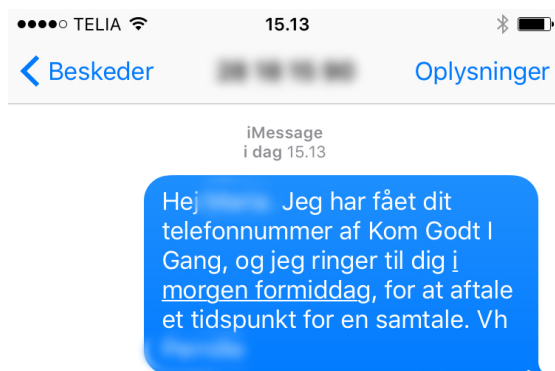 TELIA 15.13
Beskeder Oplysninger
iMessage
i dag 15.13
Hej Jeg har fået dit
telefonnummer af Kom Godt I
Gang, og jeg ringer til dig i
morgen formiddag, for at aftale
et tidspunkt for en samtale. Vh